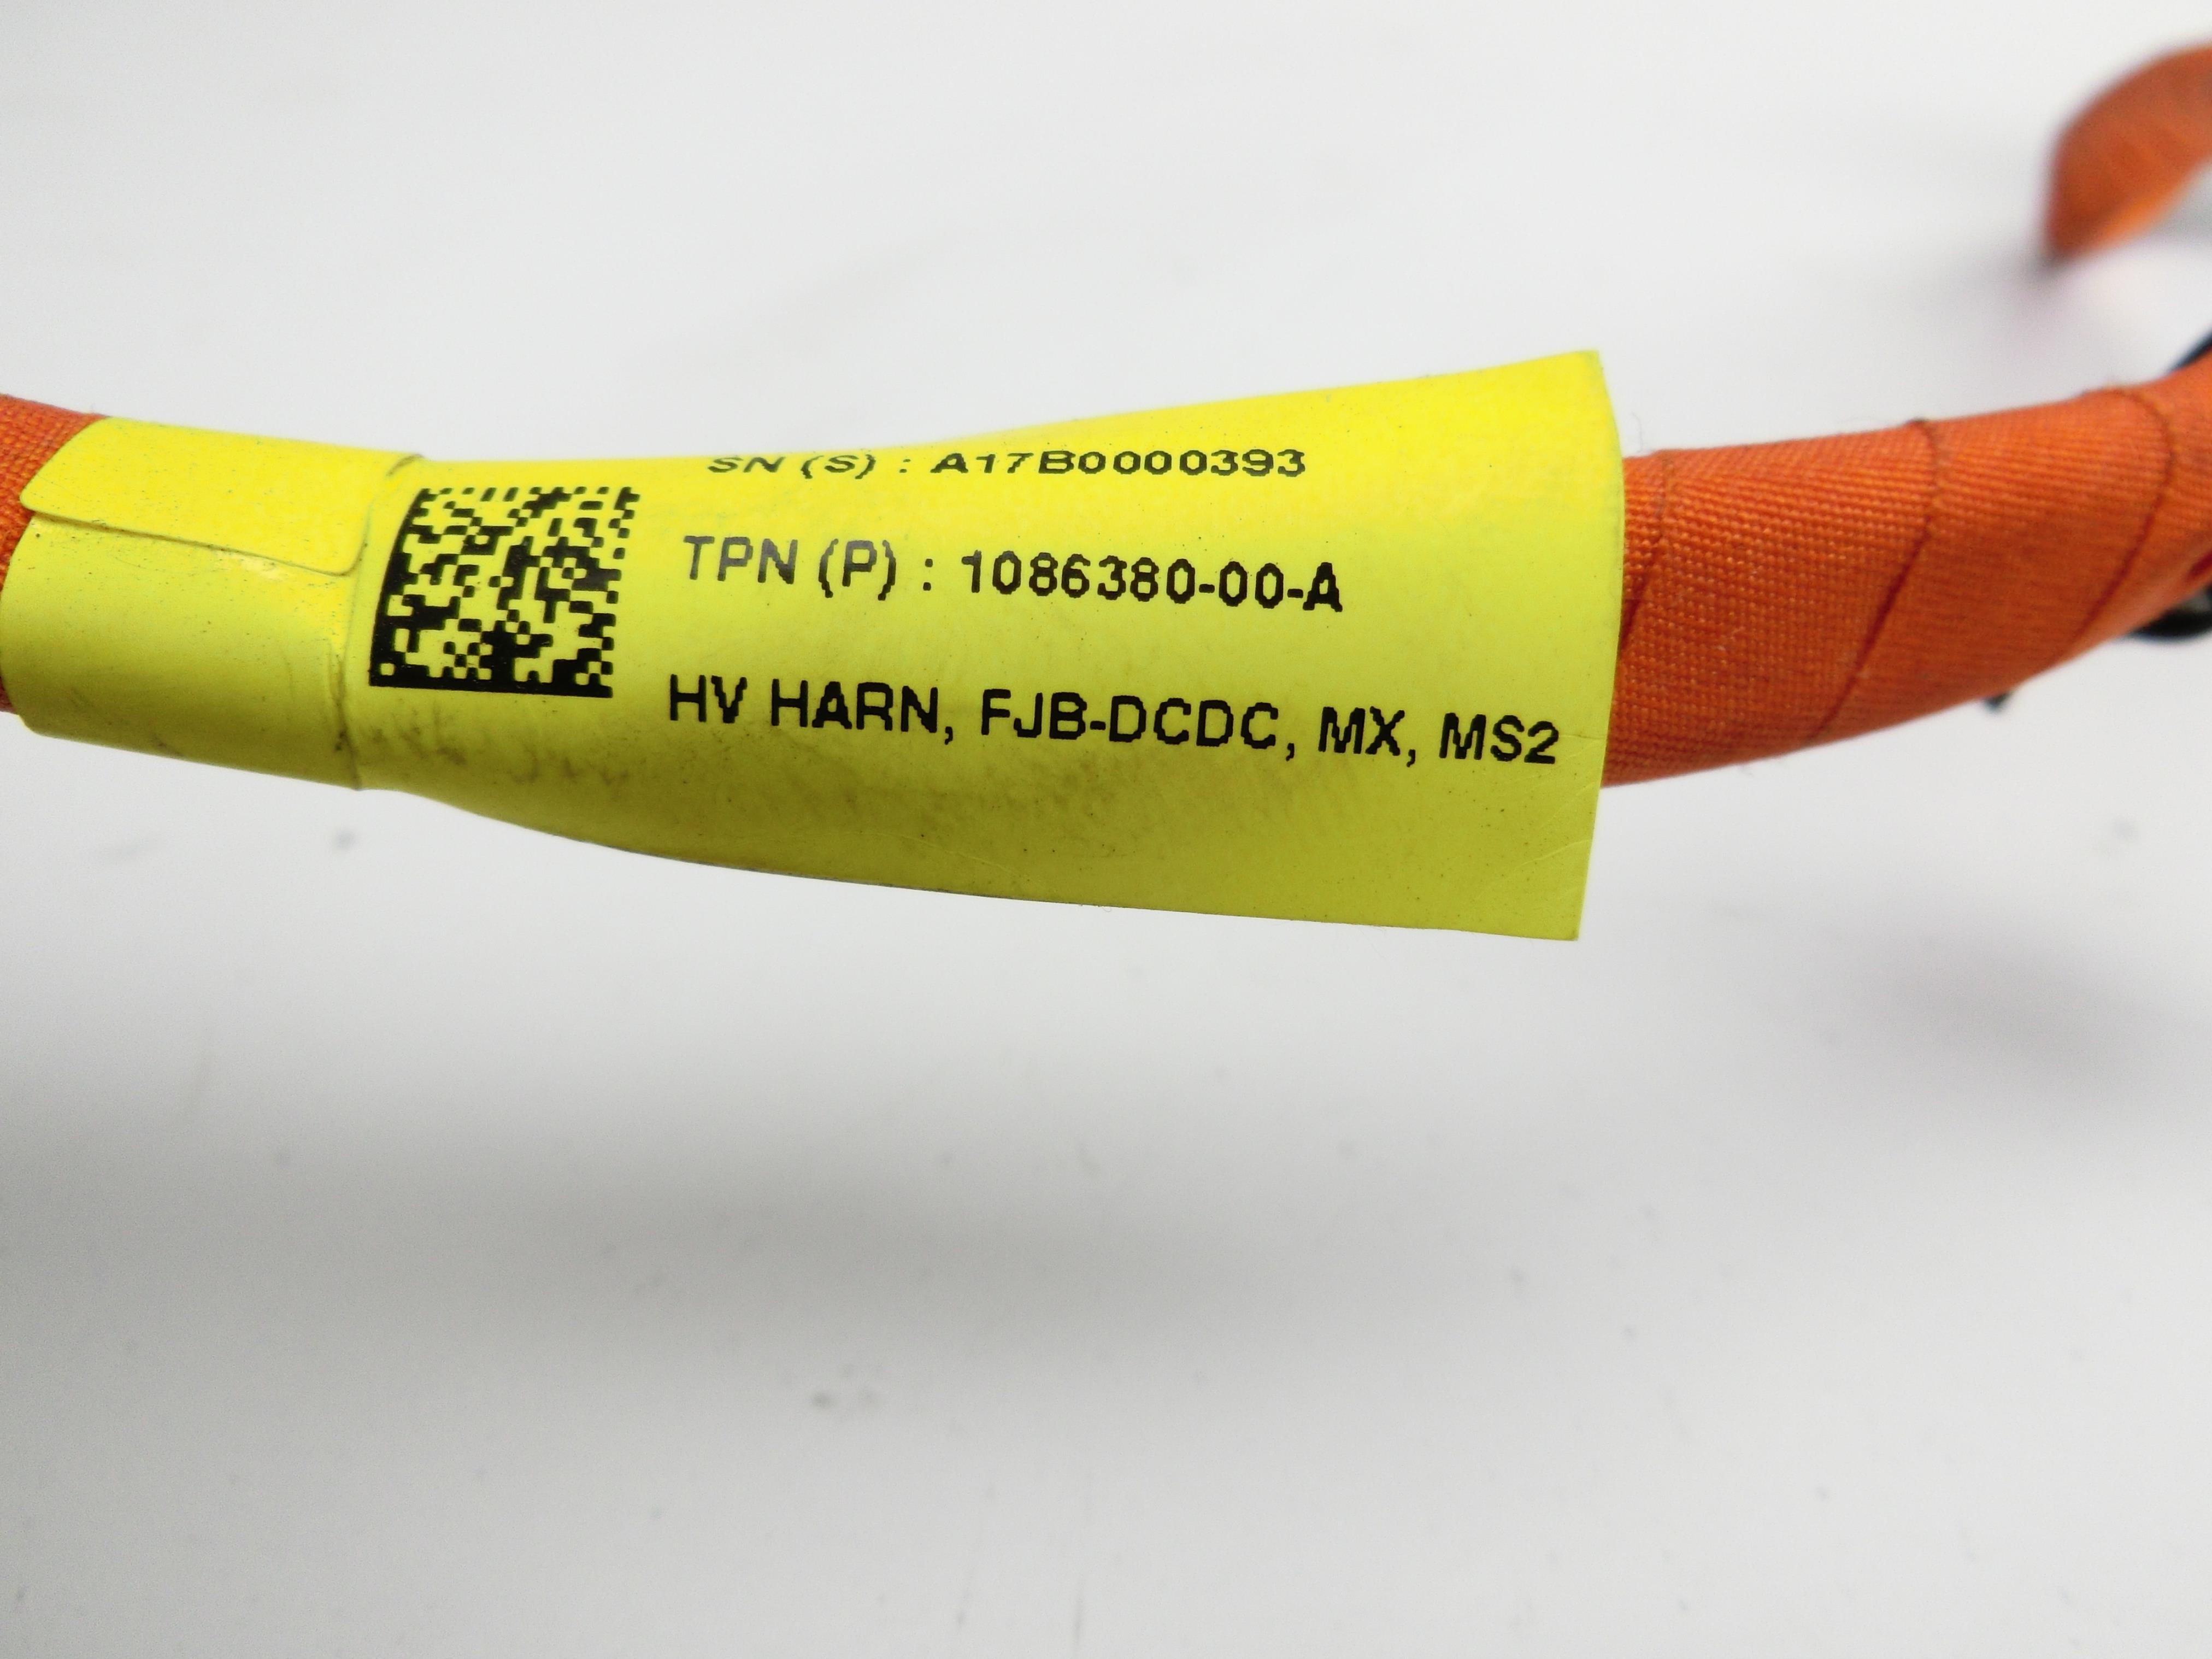 SN (S) : A17B0000393
TPN (P) : 1086380-00-A
HV HARN, FJB-DCDC, MX, MS2